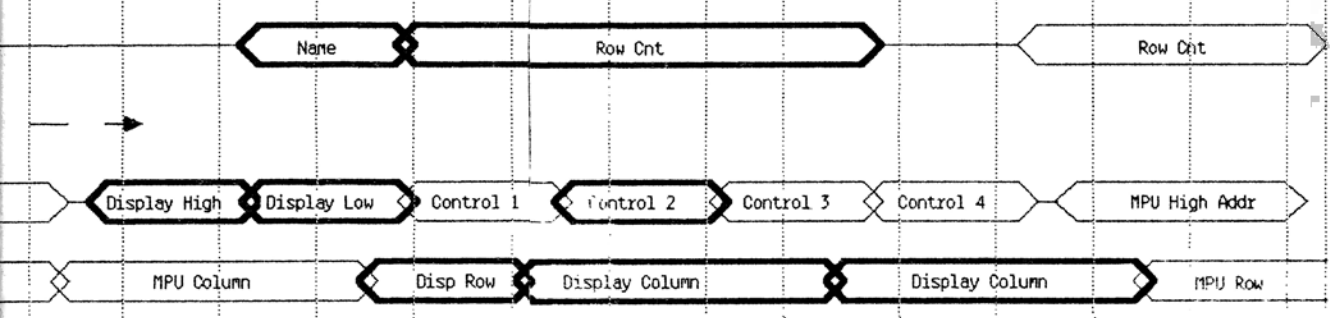 Name Row Cnt Row Cnt
Display High Display Low Control 1 Control 2 Control 3 Control 4 MPU High Addr
MPU Column Disp Row Display Column Display Column MPU Row